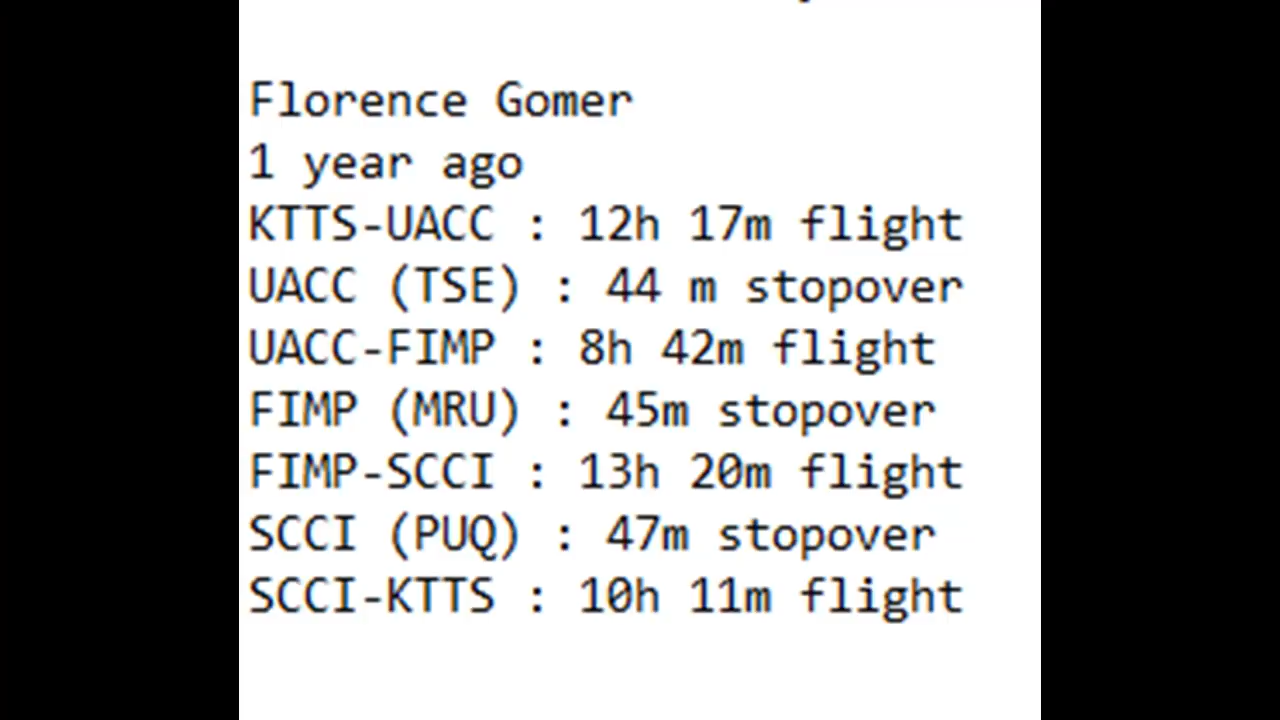 Florence Gomer
1 year ago
KTTS-UACC : 12h 17m flight
UACC (TSE) : 44 m stopover
UACC-FIMP : 8h 42m flight
FIMP (MRU) : 45m stopover
FIMP-SCCI : 13h 20m flight
SCCI (PUQ) : 47m stopover
SCCI-KTTS : 10h 11m flight